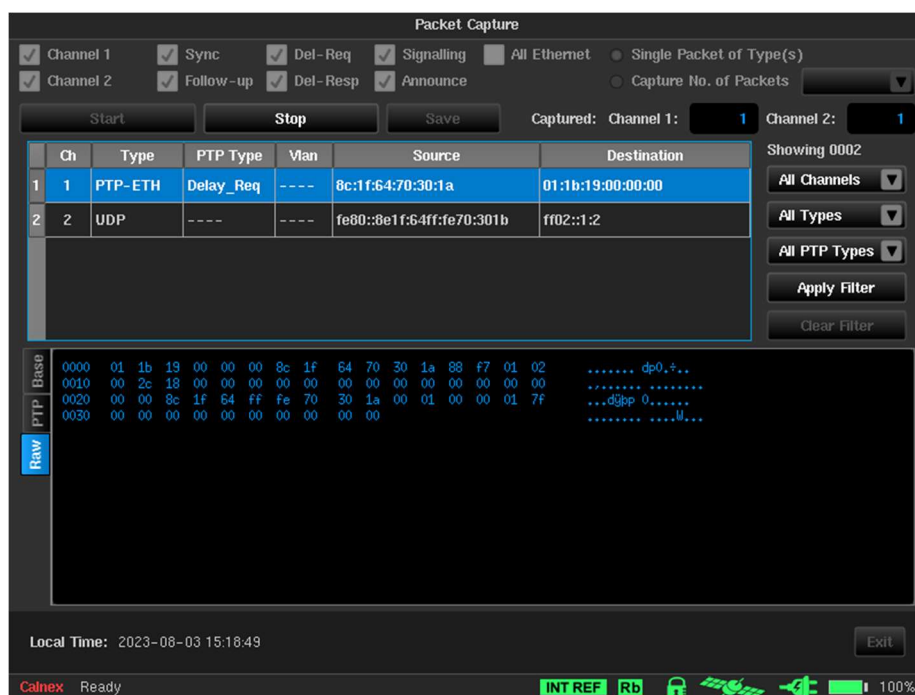 Packet Capture
Channel 1 Sync Del-Req Signalling All Ethernet Single Packet of Type(s)
Channel 2 Follow-up Del-Resp Announce Capture No. of Packets
Start Stop Save Captured: Channel 1: 1 Channel 2: 1
Ch Type PTP Type Vlan Source Destination
1 1 PTP-ETH Delay_Req ---- 8c:1f:64:70:30:1a 01:1b:19:00:00:00
2 2 UDP ---- ---- fe80::8e1f:64ff:fe70:301b ff02::1:2
Showing 0002
All Channels
All Types
All PTP Types
Apply Filter
Clear Filter
Base
PTP
Raw
0000 01 1b 19 00 00 00 8c 1f 64 70 30 1a 88 f7 01 02 ....... dp0.÷..
0010 00 2c 18 00 00 00 00 00 00 00 00 00 00 00 00 00 .,...... ........
0020 00 00 8c 1f 64 ff fe 70 30 1a 00 01 00 00 01 7f ...dÿþp 0......
0030 00 00 00 00 00 00 00 00 00 00 ........ ....W...
Local Time: 2023-08-03 15:18:49
Exit
Calnex Ready INT REF Rb 100%